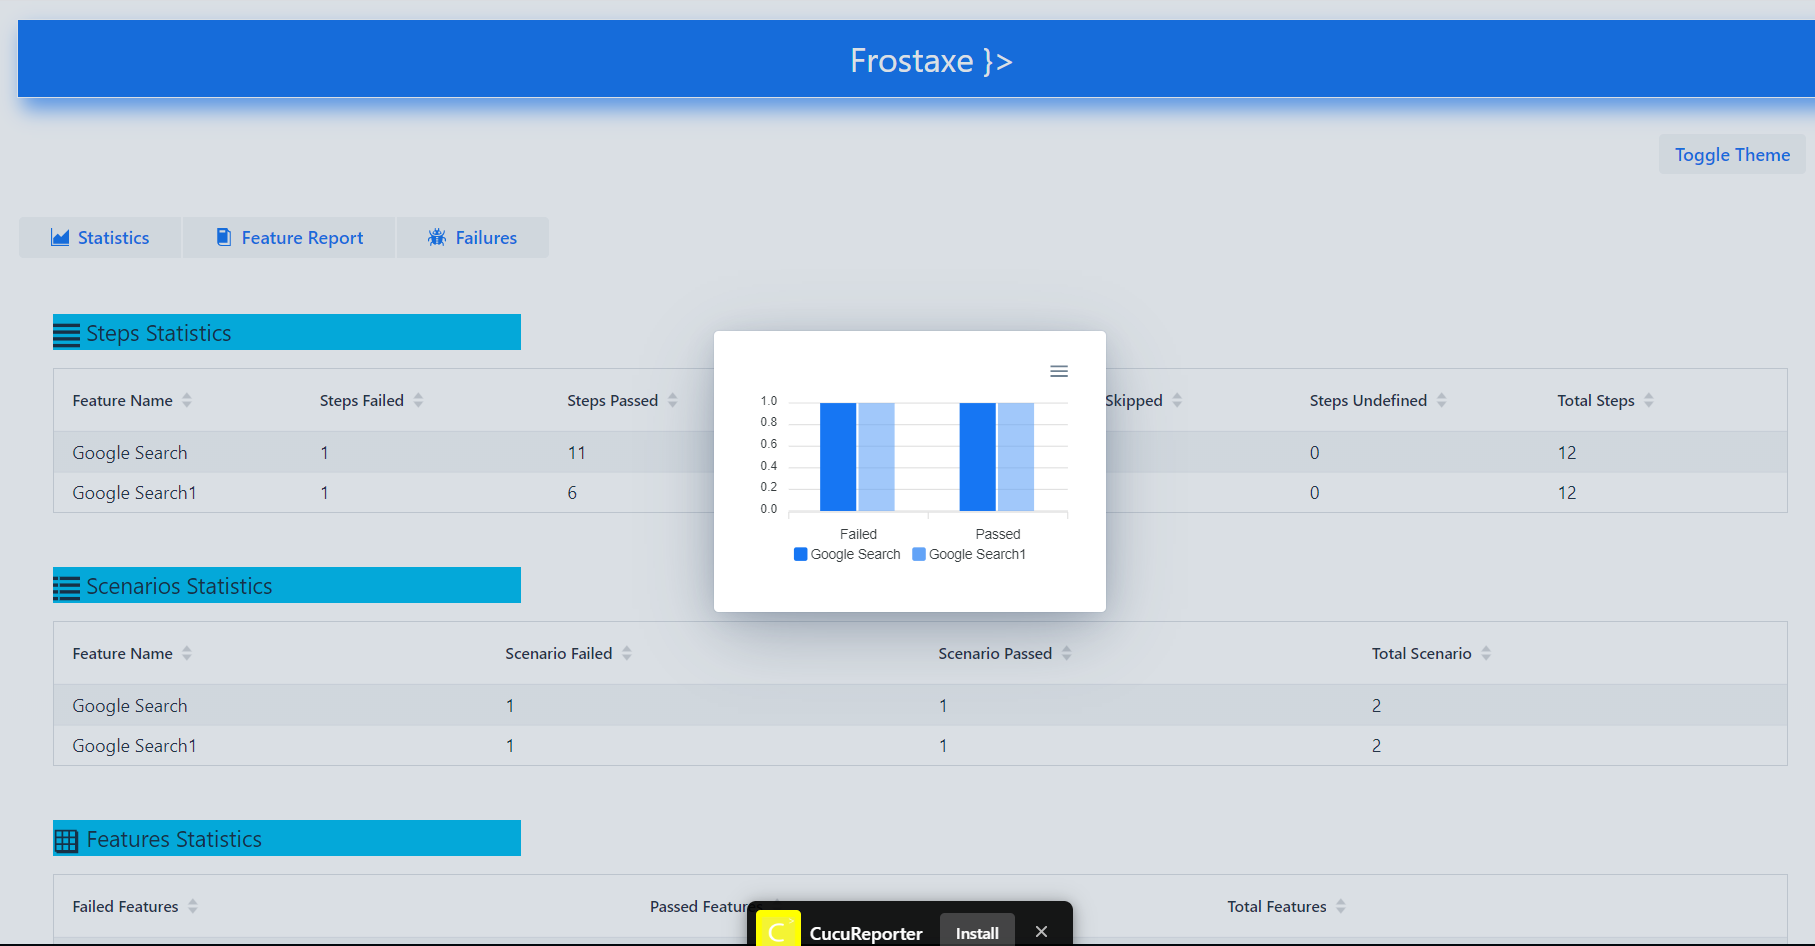 Frostaxe }>
Toggle Theme
Statistics
Feature Report
Failures
Steps Statistics
Feature Name Steps Failed Steps Passed Skipped Steps Undefined Total Steps
Google Search 1 11 0 12
Google Search1 1 6 0 12
1.0
0.8
0.6
0.4
0.2
0.0
Failed Passed
Google Search Google Search1
Scenarios Statistics
Feature Name Scenario Failed Scenario Passed Total Scenario
Google Search 1 1 2
Google Search1 1 1 2
Features Statistics
Failed Features Passed Features Total Features
C CucuReporter Install